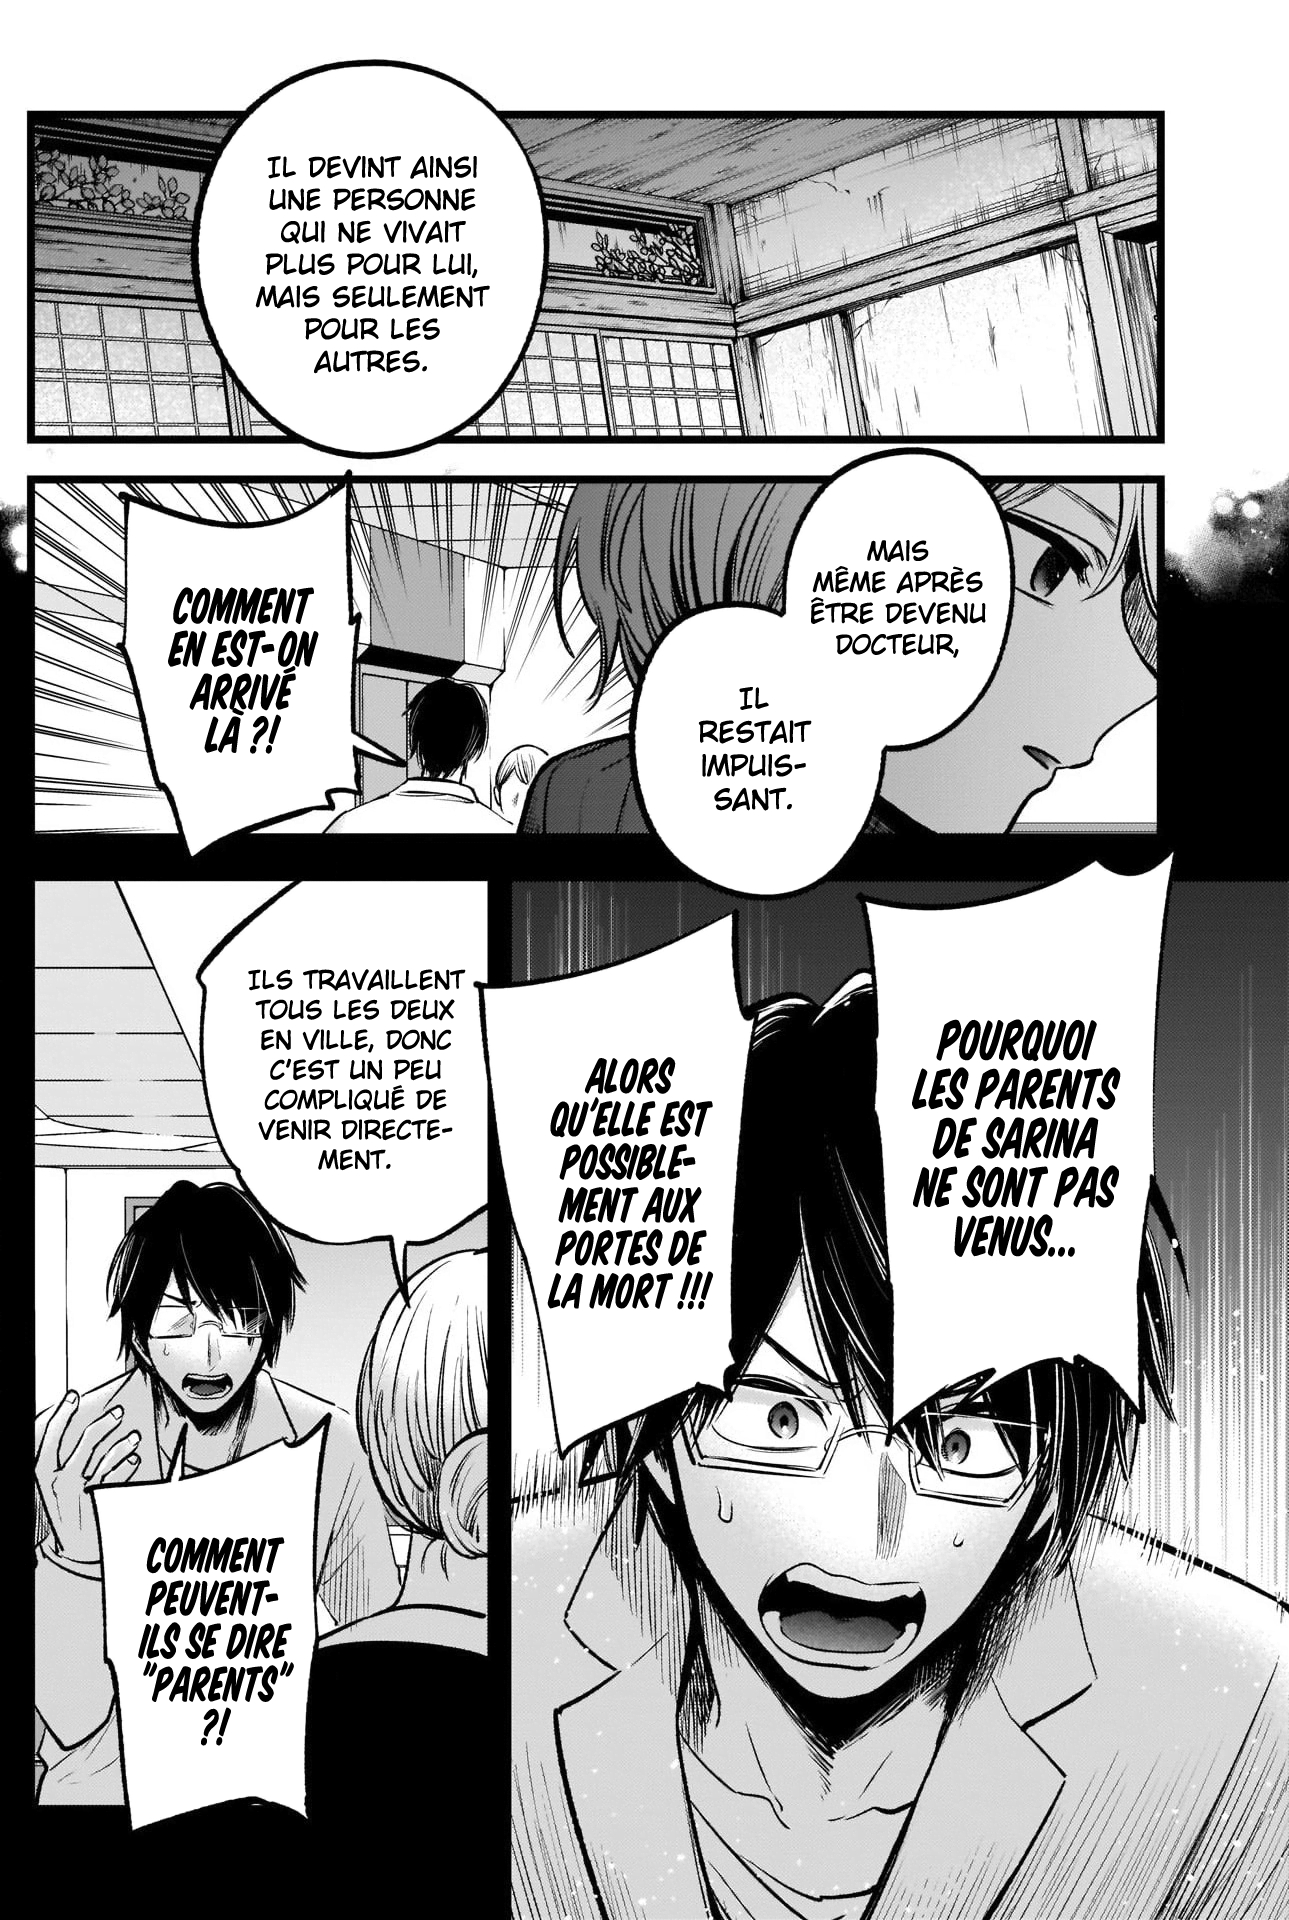 IL DEVINT AINSI
UNE PERSONNE
QUI NE VIVAIT
PLUS POUR LUI,
MAIS SEULEMENT
POUR LES
AUTRES.
MAIS
MÊME APRÈS
ÊTRE DEVENU
DOCTEUR,
IL
RESTAIT
IMPUIS-
SANT.
COMMENT
EN EST-ON
ARRIVÉ
LÀ ?!
POURQUOI
LES PARENTS
DE SARINA
NE SONT PAS
VENUS...
ALORS
QU'ELLE EST
POSSIBLE-
MENT AUX
PORTES DE
LA MORT !!!
ILS TRAVAILLENT
TOUS LES DEUX
EN VILLE, DONC
C'EST UN PEU
COMPLIQUÉ DE
VENIR DIRECTE-
MENT.
COMMENT
PEUVENT-
ILS SE DIRE
"PARENTS"
?!